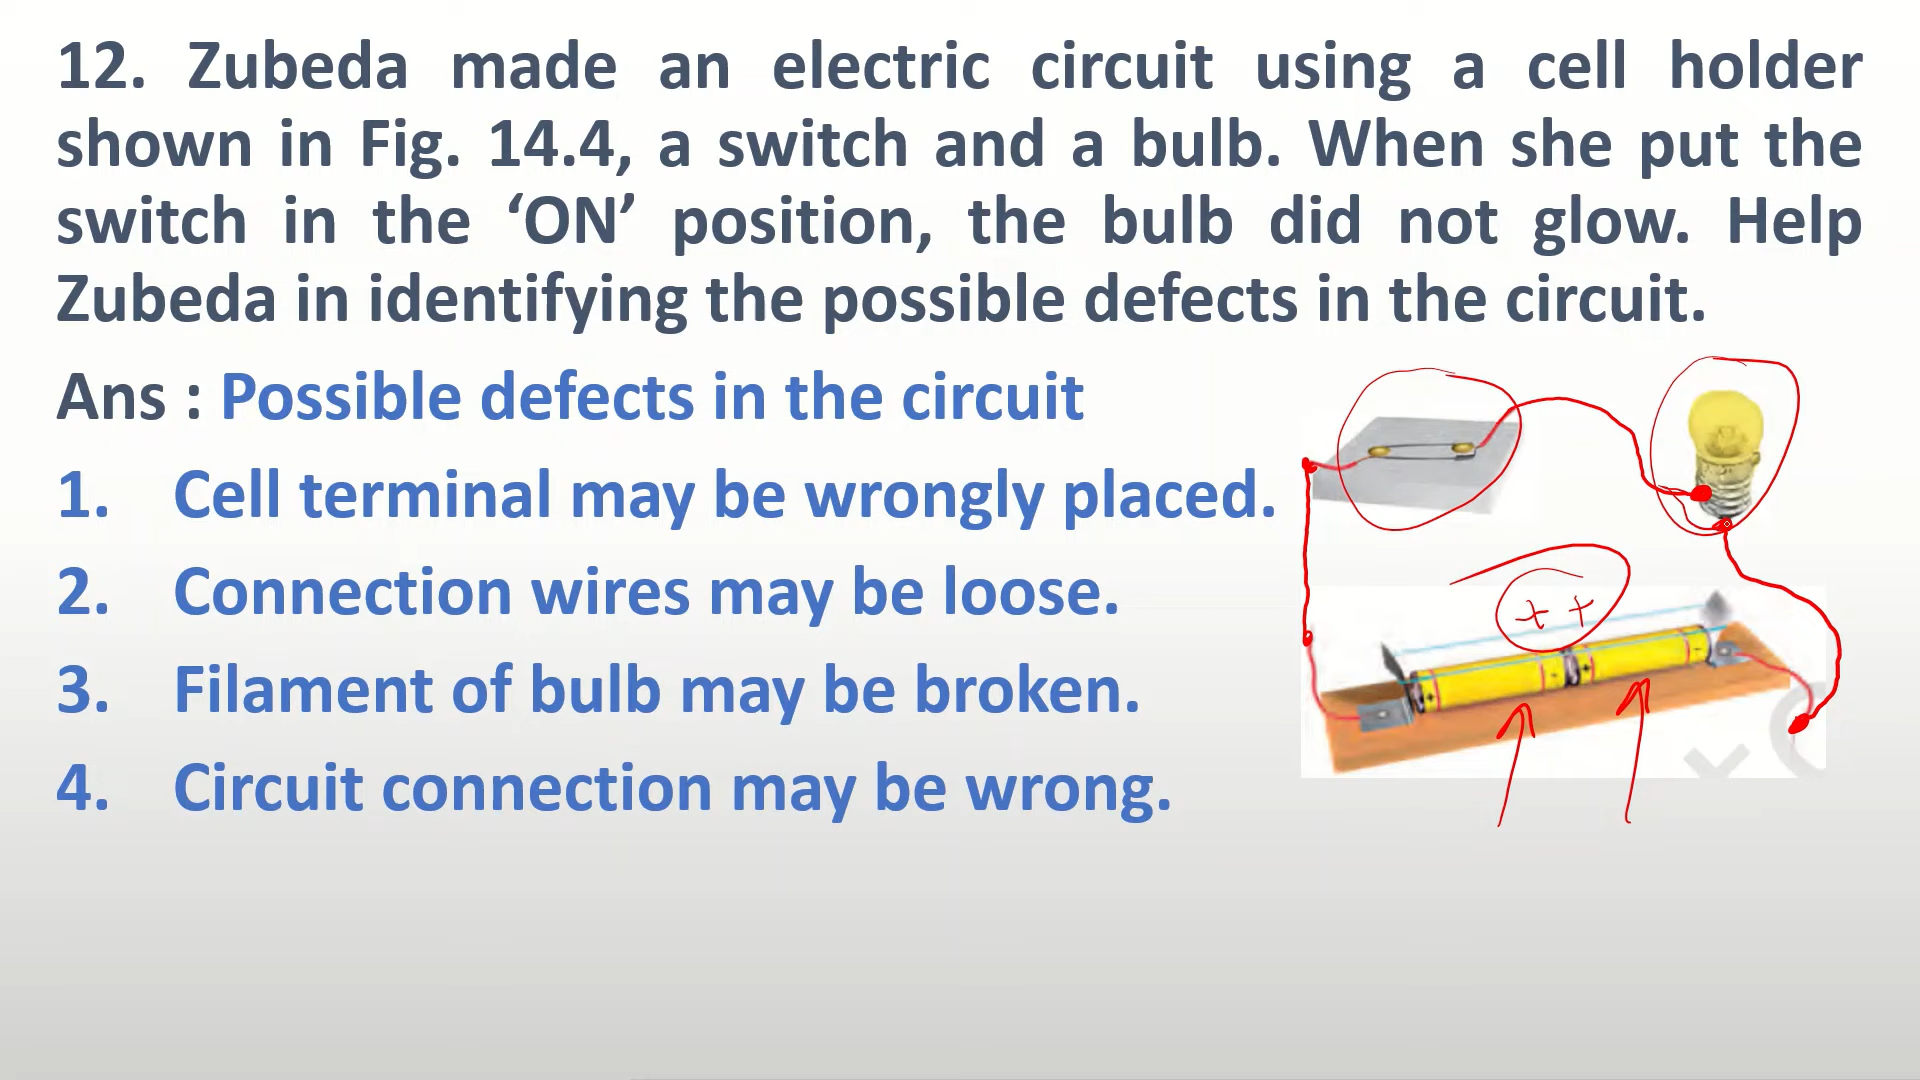 12. Zubeda made an electric circuit using a cell holder
shown in Fig. 14.4, a switch and a bulb. When she put the
switch in the ‘ON’ position, the bulb did not glow. Help
Zubeda in identifying the possible defects in the circuit.
Ans : Possible defects in the circuit
1. Cell terminal may be wrongly placed.
2. Connection wires may be loose.
3. Filament of bulb may be broken.
4. Circuit connection may be wrong.
+ +